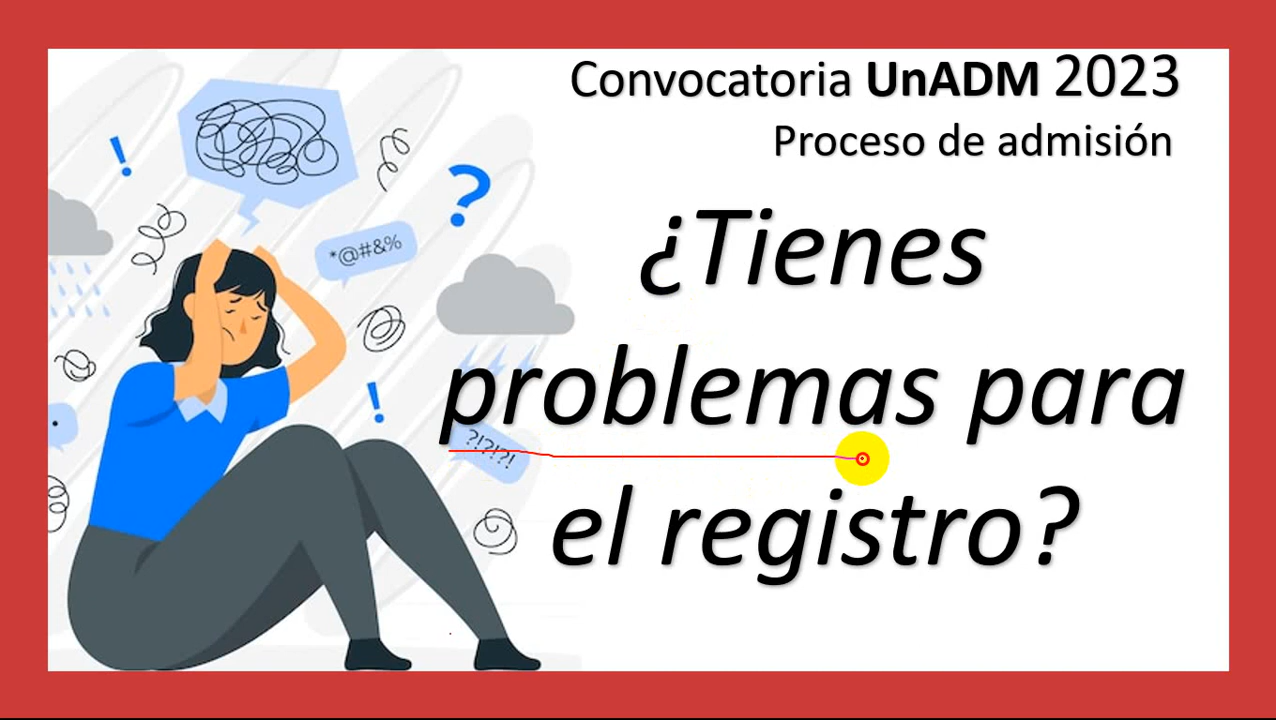 Convocatoria UnADM 2023
Proceso de admisión
¿Tienes
problemas para
el registro?
!
?
*@#&%
!
?!?!?!